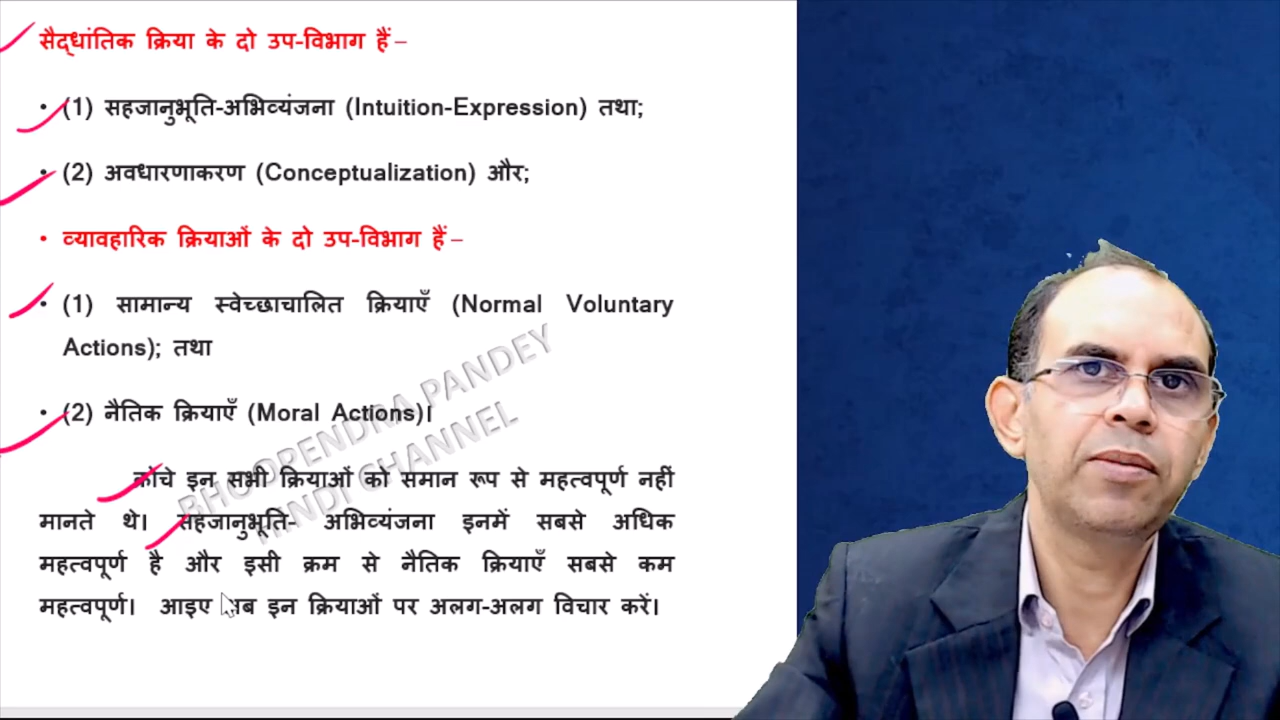 सैद्धांतिक क्रिया के दो उप-विभाग हैं –
• (1) सहजानुभूति-अभिव्यंजना (Intuition-Expression) तथा;
• (2) अवधारणाकरण (Conceptualization) और;
• व्यावहारिक क्रियाओं के दो उप-विभाग हैं –
• (1) सामान्य स्वेच्छाचालित क्रियाएँ (Normal Voluntary
Actions); तथा
• (2) नैतिक क्रियाएँ (Moral Actions)।
क्रोचे इन सभी क्रियाओं को समान रूप से महत्वपूर्ण नहीं
मानते थे। सहजानुभूति- अभिव्यंजना इनमें सबसे अधिक
महत्वपूर्ण है और इसी क्रम से नैतिक क्रियाएँ सबसे कम
महत्वपूर्ण। आइए अब इन क्रियाओं पर अलग-अलग विचार करें।
BHOOPENDRA PANDEY
HINDI CHANNEL